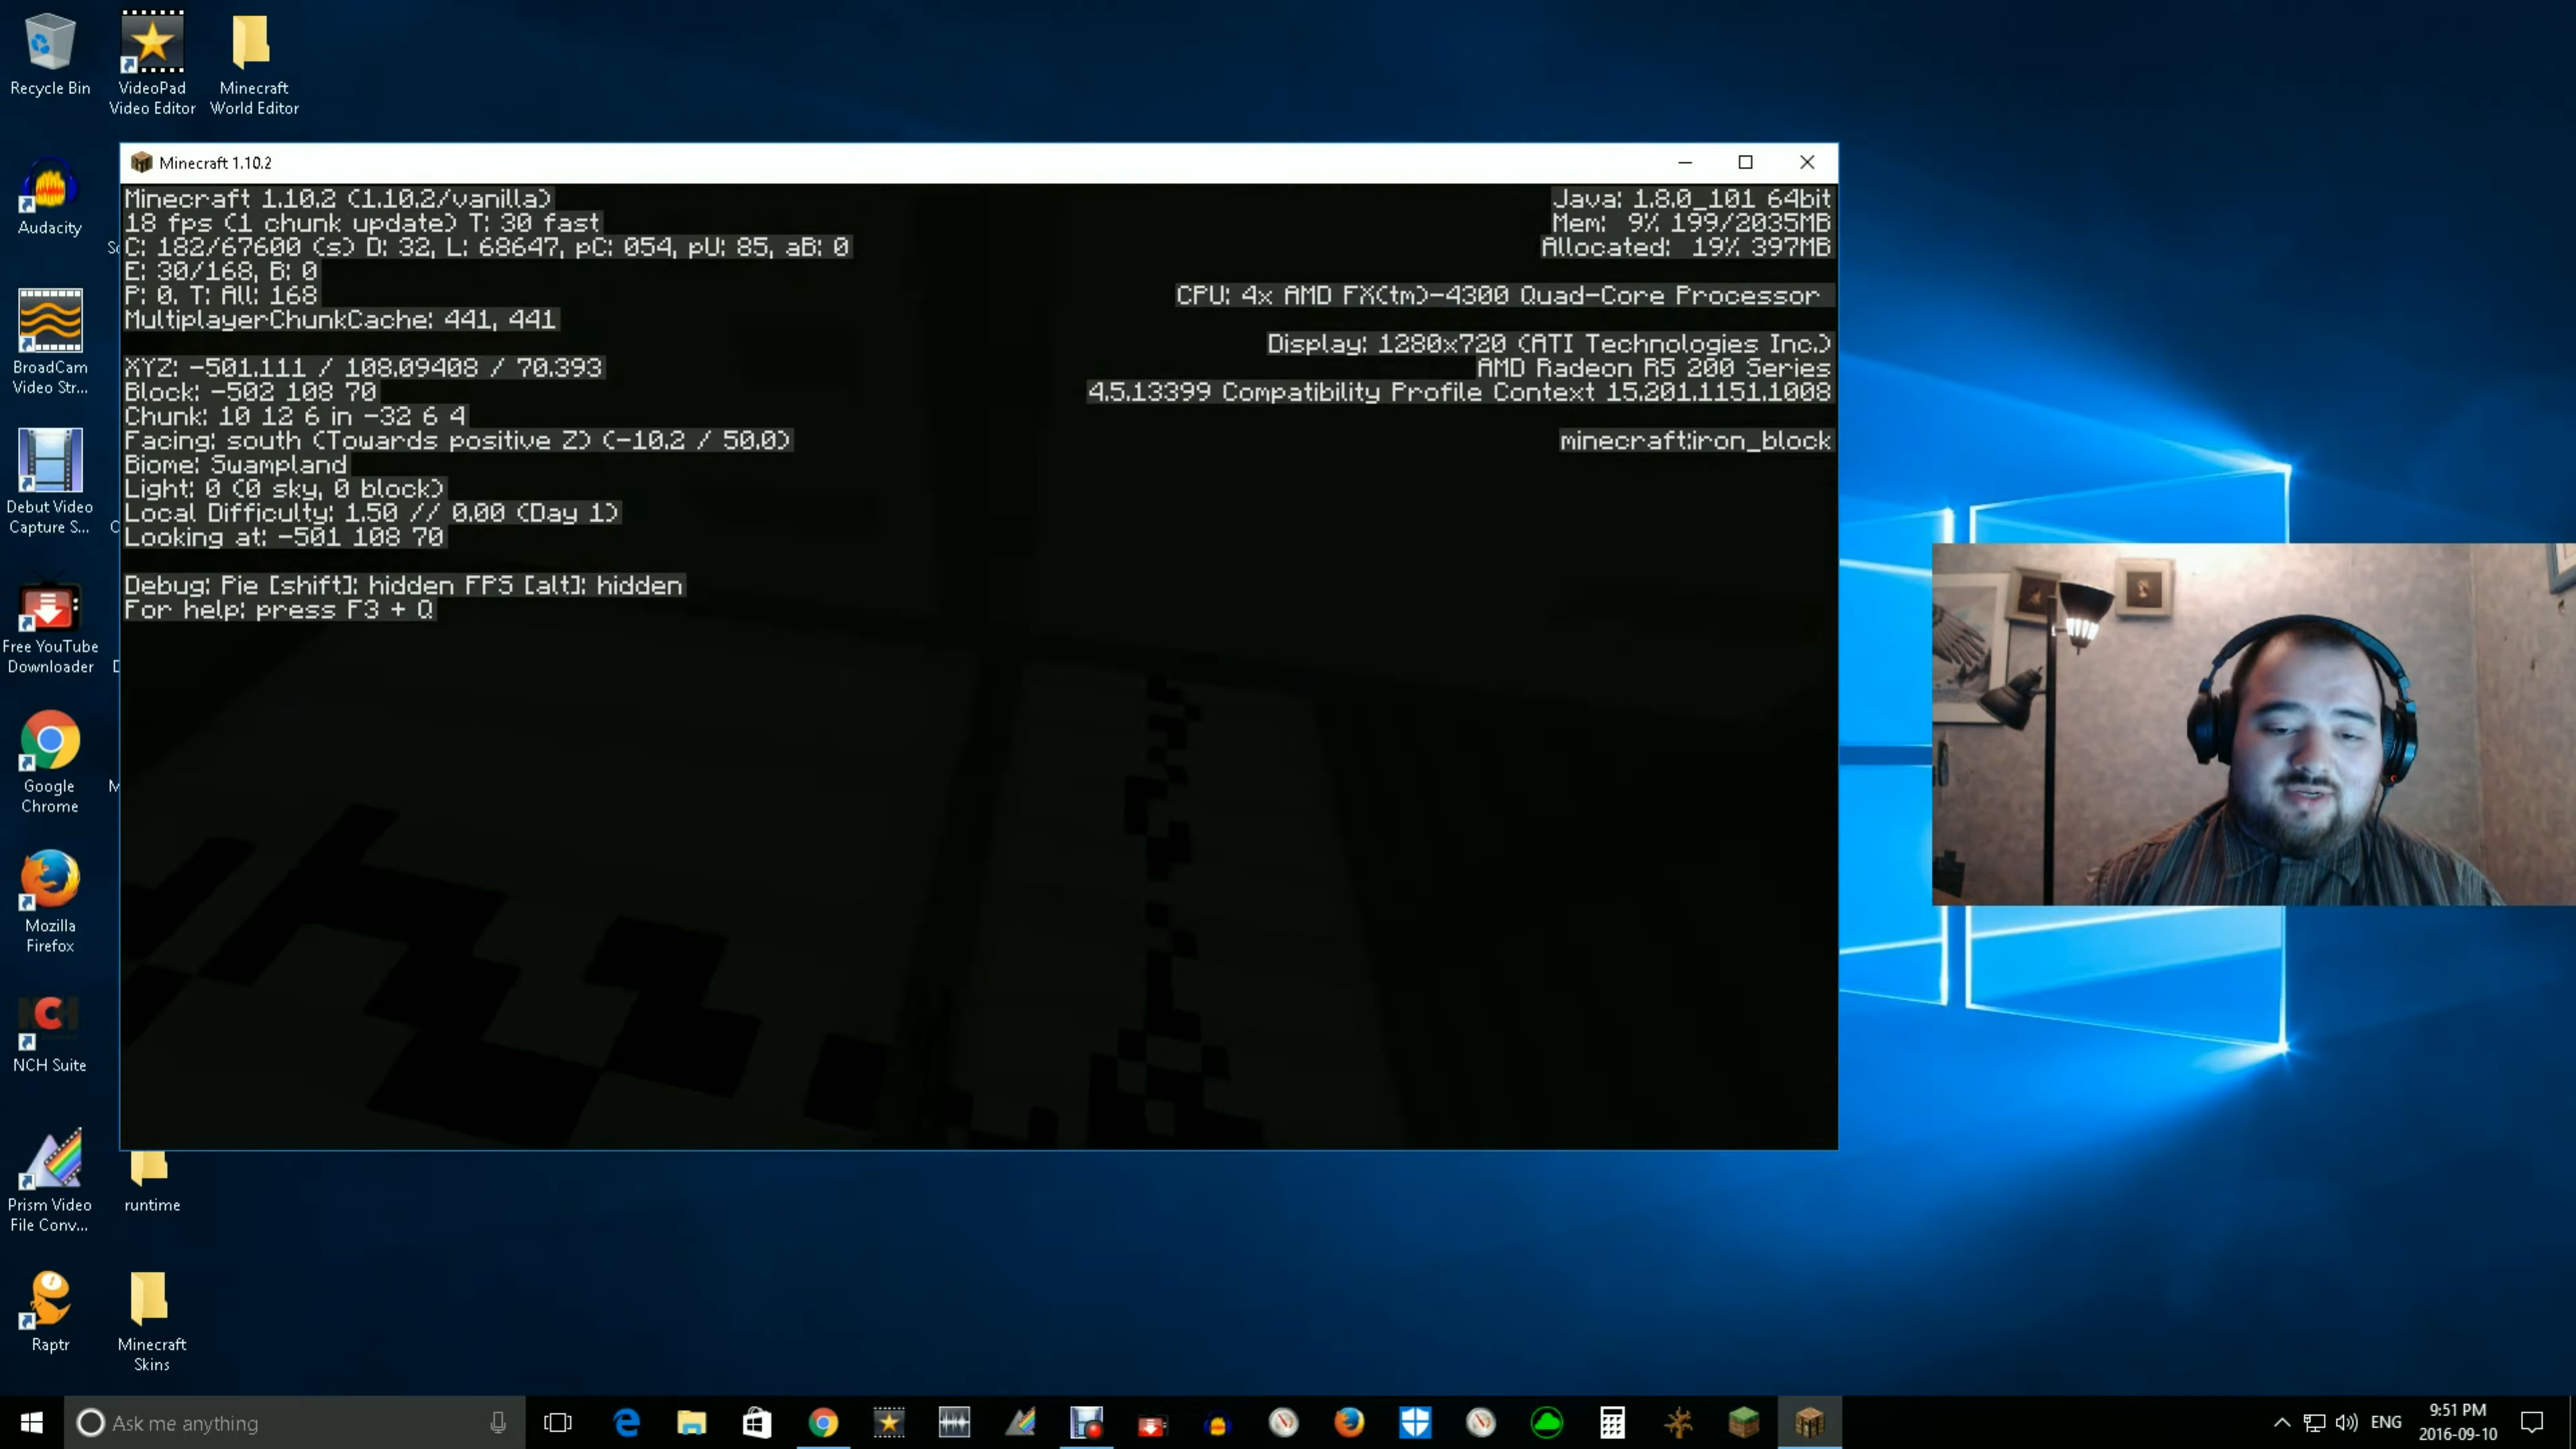 Recycle Bin
VideoPad
Video Editor
Minecraft
World Editor
Audacity
BroadCam
Video Str...
Debut Video
Capture S...
Free YouTube
Downloader
Google
Chrome
Mozilla
Firefox
NCH Suite
Prism Video
File Conv...
runtime
Raptr
Minecraft
Skins
Minecraft 1.10.2
Minecraft 1.10.2 (1.10.2/vanilla)
18 fps (1 chunk update) T: 30 fast
C: 182/67600 (s) D: 32, L: 68647, pC: 054, pU: 85, aB: 0
E: 30/168, B: 0
P: 0. T: All: 168
MultiplayerChunkCache: 441, 441
XYZ: -501.111 / 108.09408 / 70.393
Block: -502 108 70
Chunk: 10 12 6 in -32 6 4
Facing: south (Towards positive Z) (-10.2 / 50.0)
Biome: Swampland
Light: 0 (0 sky, 0 block)
Local Difficulty: 1.50 // 0.00 (Day 1)
Looking at: -501 108 70
Debug: Pie [shift]: hidden FPS [alt]: hidden
For help: press F3 + Q
Java: 1.8.0_101 64bit
Mem: 9% 199/2035MB
Allocated: 19% 397MB
CPU: 4x AMD FX(tm)-4300 Quad-Core Processor
Display: 1280x720 (ATI Technologies Inc.)
AMD Radeon R5 200 Series
4.5.13399 Compatibility Profile Context 15.201.1151.1008
minecraft:iron_block
Ask me anything
ENG
9:51 PM
2016-09-10